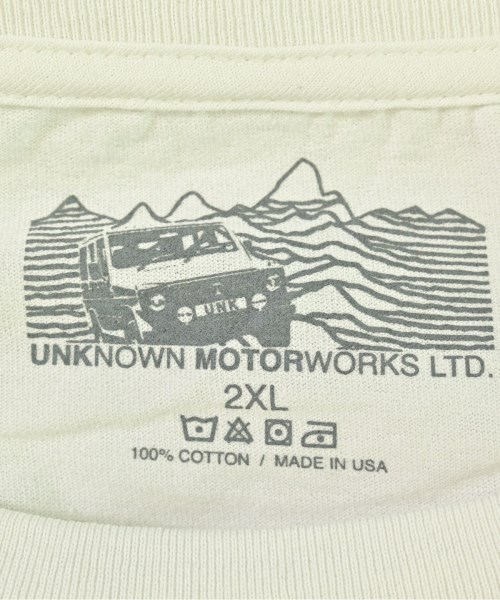 UNK
UNKNOWN MOTORWORKS LTD.
2XL
100% COTTON / MADE IN USA